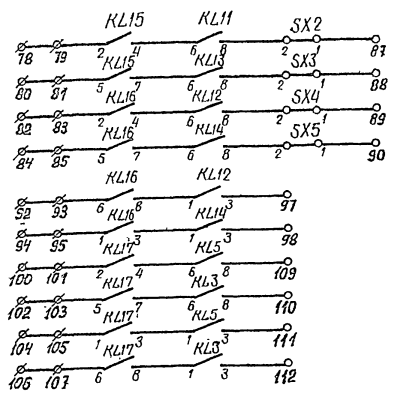 KL15 KL11 SX2
78 79 2 4 6 8 2 1 87
KL15 KL13 SX3
80 81 5 7 6 8 2 1 88
KL16 KL12 SX4
82 83 2 4 6 8 2 1 89
KL16 KL14 SX5
84 85 5 7 6 8 2 1 90
KL16 KL12
92 93 6 8 1 3 97
KL16 KL14
94 95 1 3 1 3 98
KL17 KL5
100 101 2 4 6 8 109
KL17 KL3
102 103 5 7 6 8 110
KL17 KL5
104 105 1 3 1 3 111
KL17 KL3
106 107 6 8 1 3 112